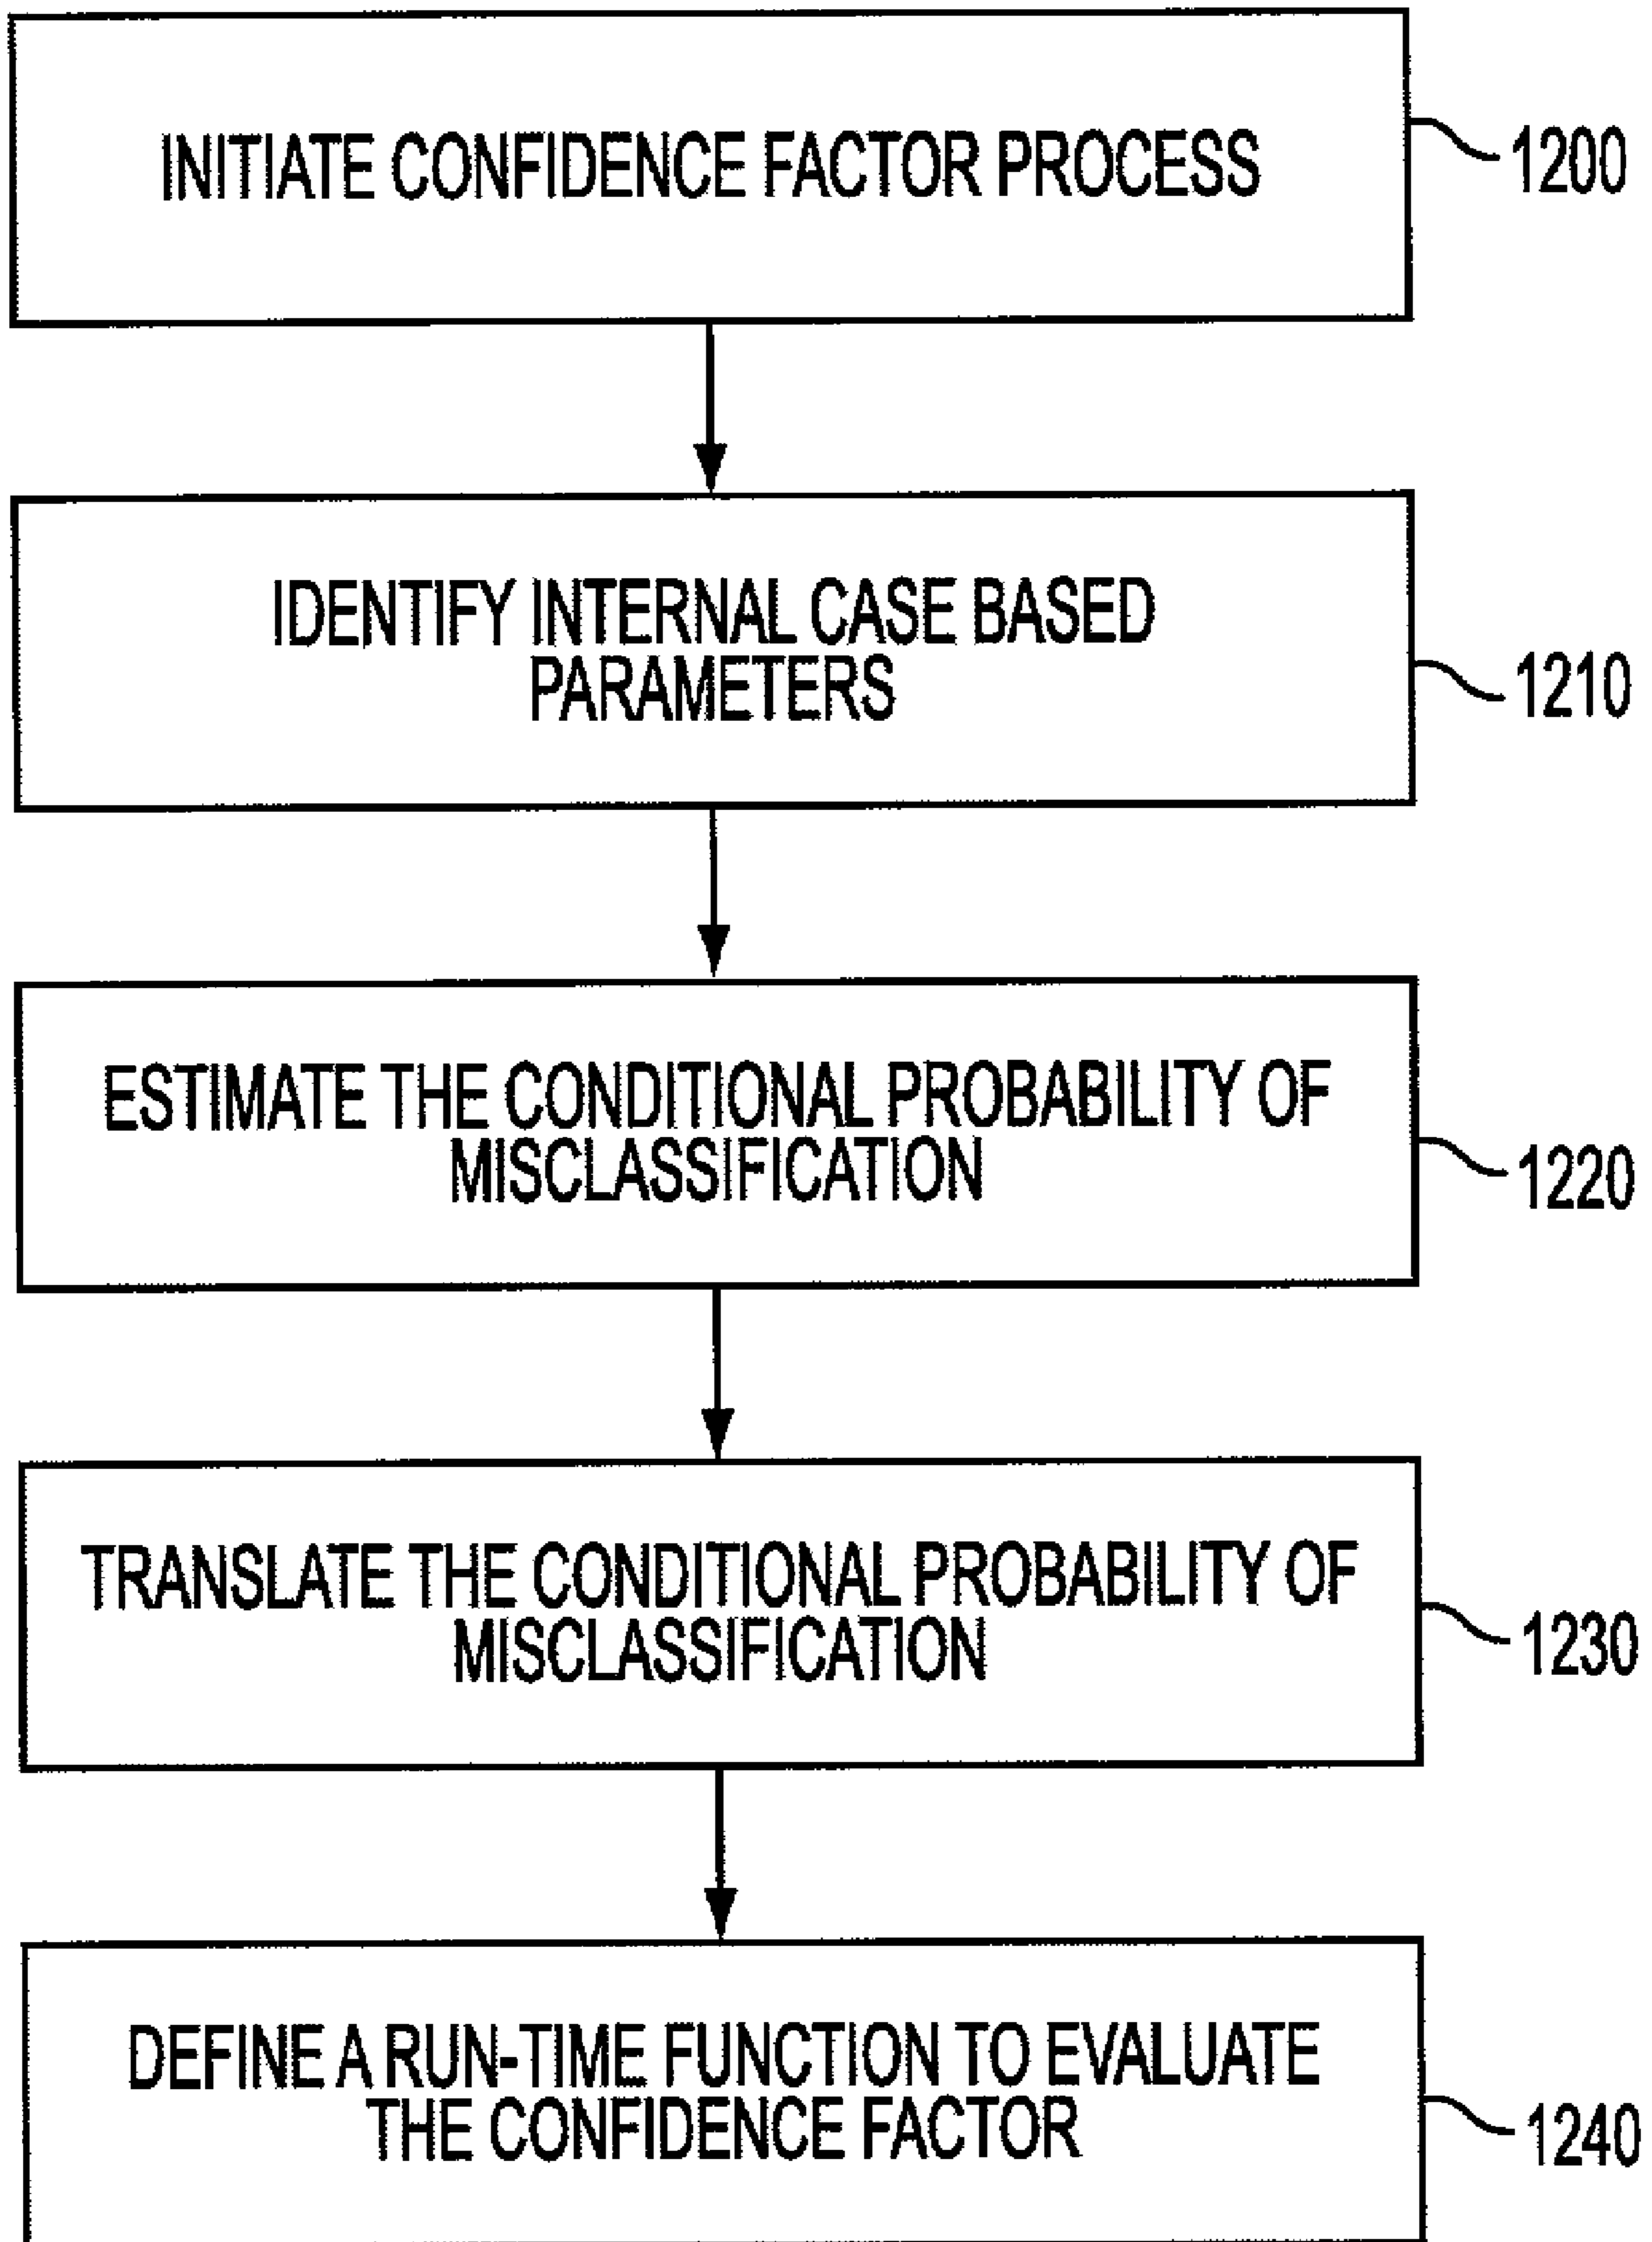 INITIATE CONFIDENCE FACTOR PROCESS
1200
IDENTIFY INTERNAL CASE BASED
PARAMETERS
1210
ESTIMATE THE CONDITIONAL PROBABILITY OF
MISCLASSIFICATION
1220
TRANSLATE THE CONDITIONAL PROBABILITY OF
MISCLASSIFICATION
1230
DEFINE A RUN-TIME FUNCTION TO EVALUATE
THE CONFIDENCE FACTOR
1240